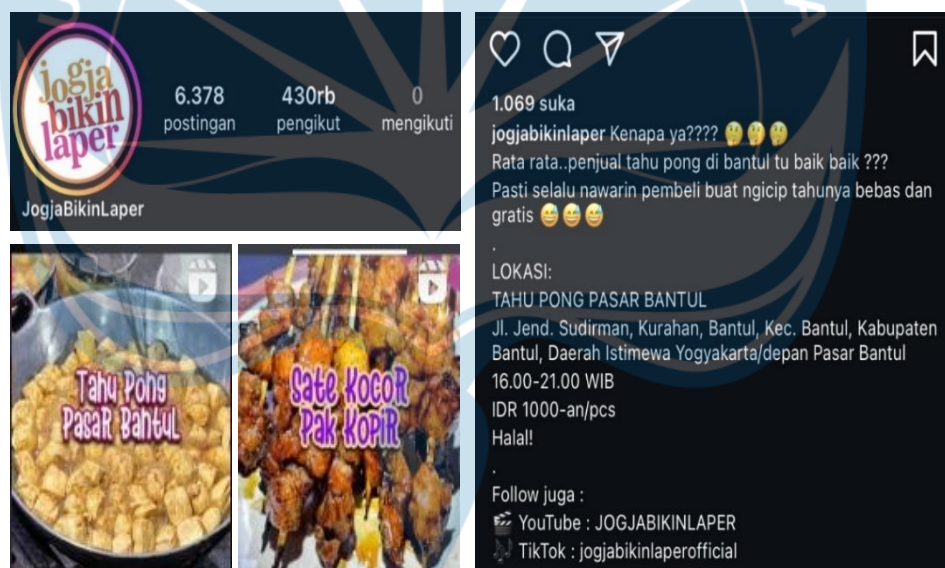 jogja
bikin
laper
6.378
postingan
430rb
pengikut
0
mengikuti
JogjaBikinLaper
Tahu Pong
Pasar Bantul
Sate Kocor
Pak Kopir
1.069 suka
jogjabikinlaper Kenapa ya???? 🤔🤔🤔
Rata rata..penjual tahu pong di bantul tu baik baik ???
Pasti selalu nawarin pembeli buat ngicip tahunya bebas dan
gratis 😅😅😅
.
LOKASI:
TAHU PONG PASAR BANTUL
Jl. Jend. Sudirman, Kurahan, Bantul, Kec. Bantul, Kabupaten
Bantul, Daerah Istimewa Yogyakarta/depan Pasar Bantul
16.00-21.00 WIB
IDR 1000-an/pcs
Halal!
.
Follow juga :
🎬 YouTube : JOGJABIKINLAPER
🎵 TikTok : jogjabikinlaperofficial